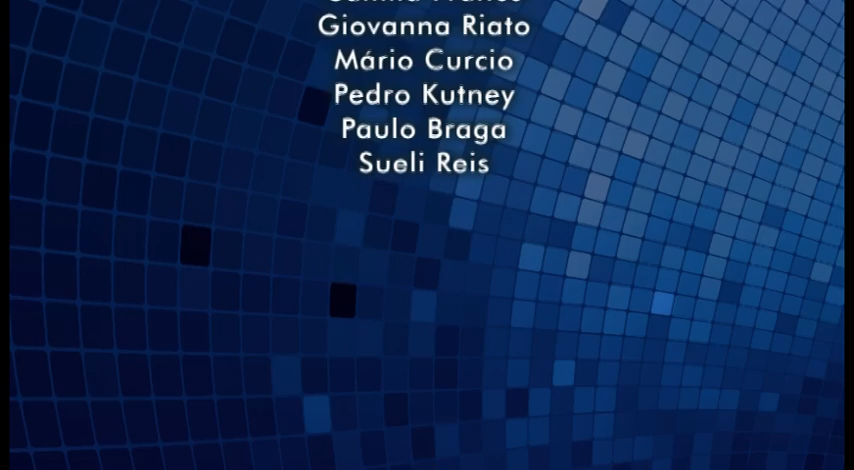 Giovanna Riato
Mário Curcio
Pedro Kutney
Paulo Braga
Sueli Reis